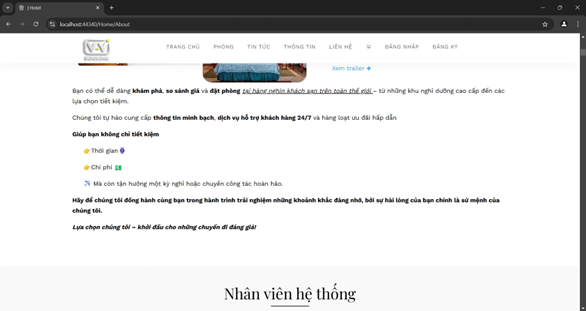 | Hotel
localhost:44340/Home/About
TRANG CHỦ PHÒNG TIN TỨC THÔNG TIN LIÊN HỆ ĐĂNG NHẬP ĐĂNG KÝ
Xem trailer
Bạn có thể dễ dàng khám phá, so sánh giá và đặt phòng tại hàng nghìn khách sạn trên toàn thế giới – từ những khu nghỉ dưỡng cao cấp đến các
lựa chọn tiết kiệm.
Chúng tôi tự hào cung cấp thông tin minh bạch, dịch vụ hỗ trợ khách hàng 24/7 và hàng loạt ưu đãi hấp dẫn
Giúp bạn không chỉ tiết kiệm
👉Thời gian🔮
👉Chi phí 💵
✈️ Mà còn tận hưởng một kỳ nghỉ hoặc chuyến công tác hoàn hảo.
Hãy để chúng tôi đồng hành cùng bạn trong hành trình trải nghiệm những khoảnh khắc đáng nhớ, bởi sự hài lòng của bạn chính là sứ mệnh của
chúng tôi.
Lựa chọn chúng tôi – khởi đầu cho những chuyến đi đáng giá!
Nhân viên hệ thống